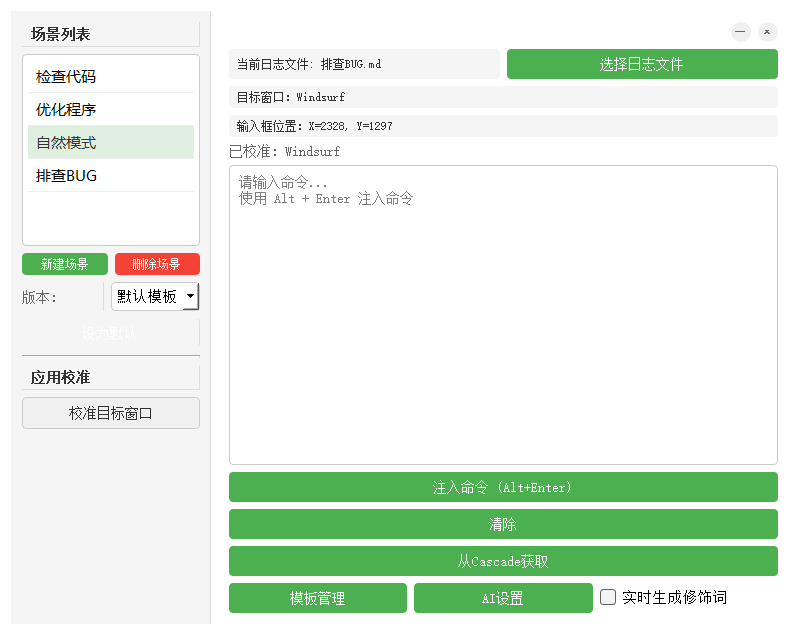 场景列表
检查代码
优化程序
自然模式
排查BUG
新建场景
删除场景
版本:
默认模板
设为默认
应用校准
校准目标窗口
当前日志文件: 排查BUG.md
选择日志文件
目标窗口: Windsurf
输入框位置: X=2328, Y=1297
已校准: Windsurf
请输入命令...
使用 Alt + Enter 注入命令
注入命令 (Alt+Enter)
清除
从Cascade获取
模板管理
AI设置
实时生成修饰词